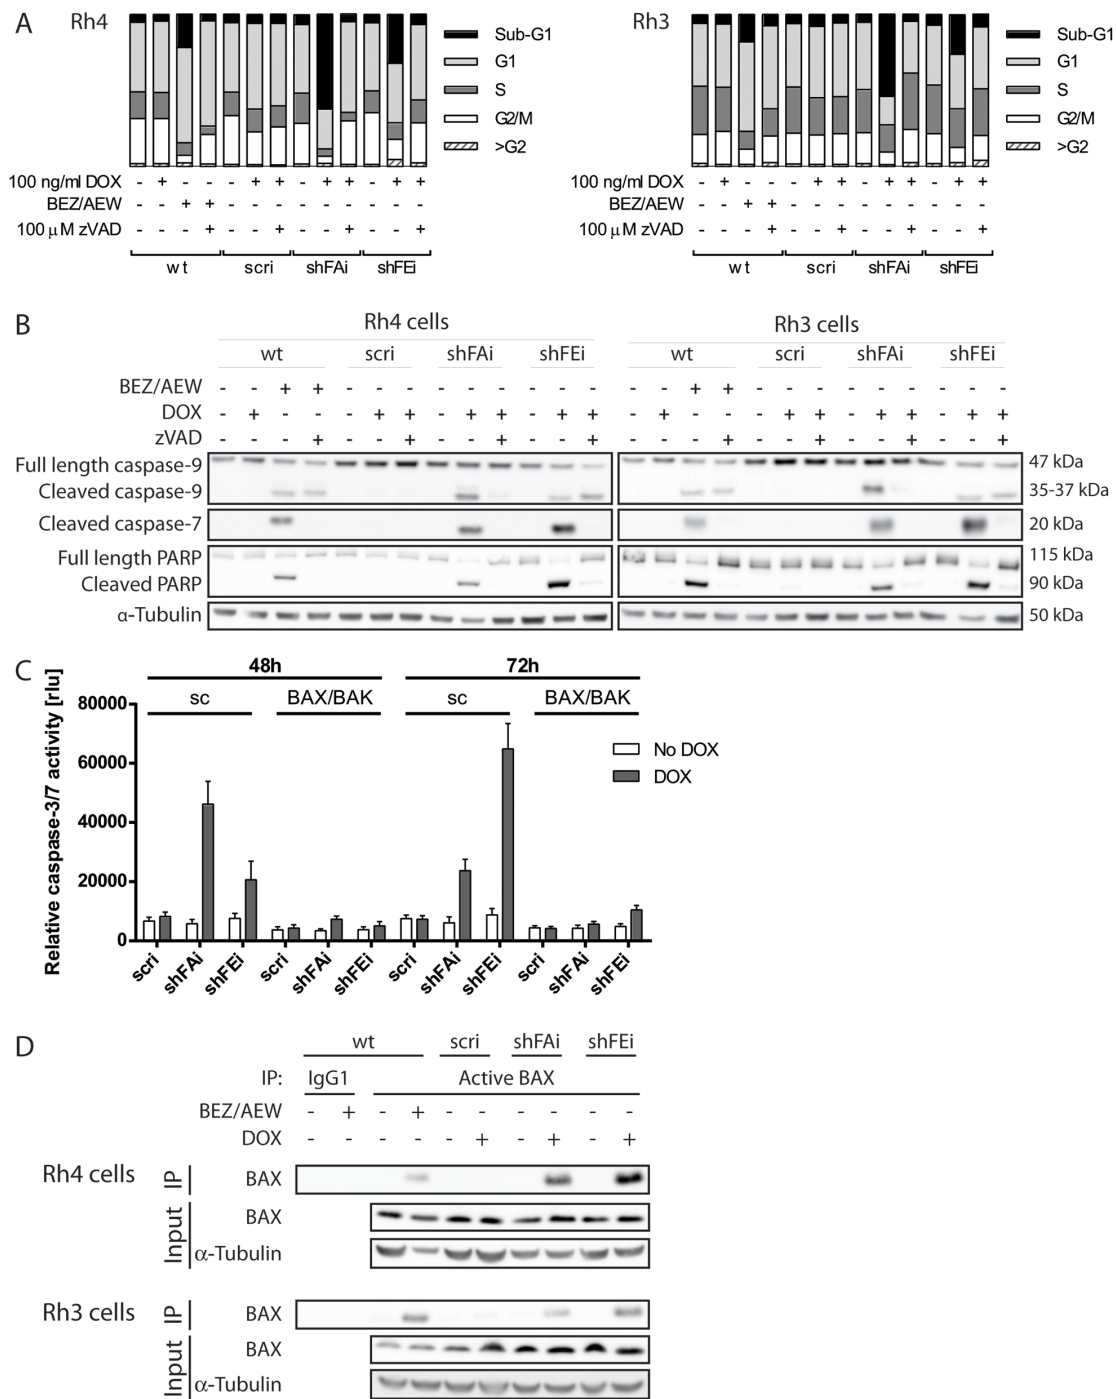 A
Rh4
Sub-G1
G1
S
G2/M
>G2
100 ng/ml DOX - + - - - + + - + + - + +
BEZ/AEW - - + + - - - - - - - - -
100 µM zVAD - - - + - - + - - + - - +
wt scri shFAi shFEi
Rh3
Sub-G1
G1
S
G2/M
>G2
100 ng/ml DOX - + - - - + + - + + - + +
BEZ/AEW - - + + - - - - - - - - -
100 µM zVAD - - - + - - + - - + - - +
wt scri shFAi shFEi
B
Rh4 cells Rh3 cells
wt scri shFAi shFEi wt scri shFAi shFEi
BEZ/AEW - - + + - - - - - - - - - - - + + - - - - - - - - -
DOX - + - - - + + - + + - + + - + - - - + + - + + - + +
zVAD - - - + - - + - - + - - + - - - + - - + - - + - - +
Full length caspase-9 47 kDa
Cleaved caspase-9 35-37 kDa
Cleaved caspase-7 20 kDa
Full length PARP 115 kDa
Cleaved PARP 90 kDa
α-Tubulin 50 kDa
C
48h 72h
sc BAX/BAK sc BAX/BAK
Relative caspase-3/7 activity [rlu]
80000
60000
40000
20000
0
No DOX
DOX
scri shFAi shFEi scri shFAi shFEi scri shFAi shFEi scri shFAi shFEi
D
wt scri shFAi shFEi
IP: IgG1 Active BAX
BEZ/AEW - + - + - - - - - -
DOX - - - - - + - + - +
Rh4 cells
IP BAX
Input BAX
α-Tubulin
Rh3 cells
IP BAX
Input BAX
α-Tubulin